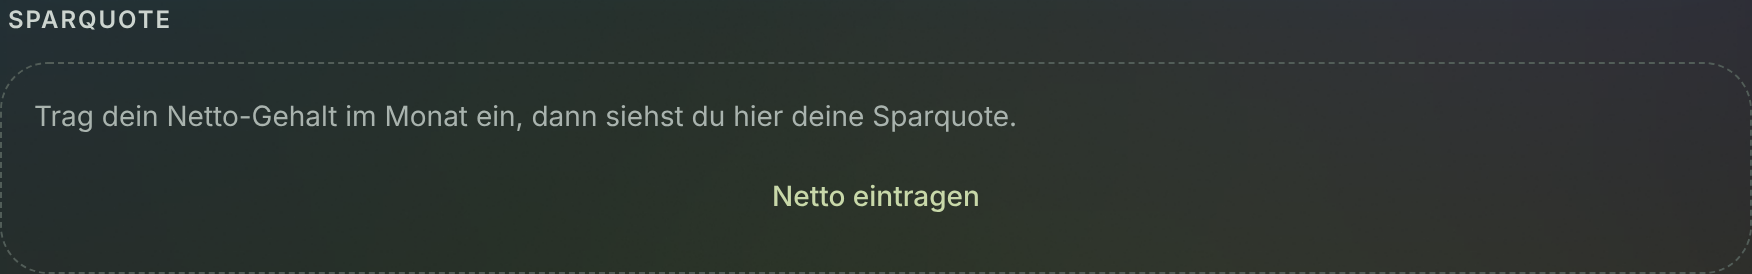 SPARQUOTE
Trag dein Netto-Gehalt im Monat ein, dann siehst du hier deine Sparquote.
Netto eintragen